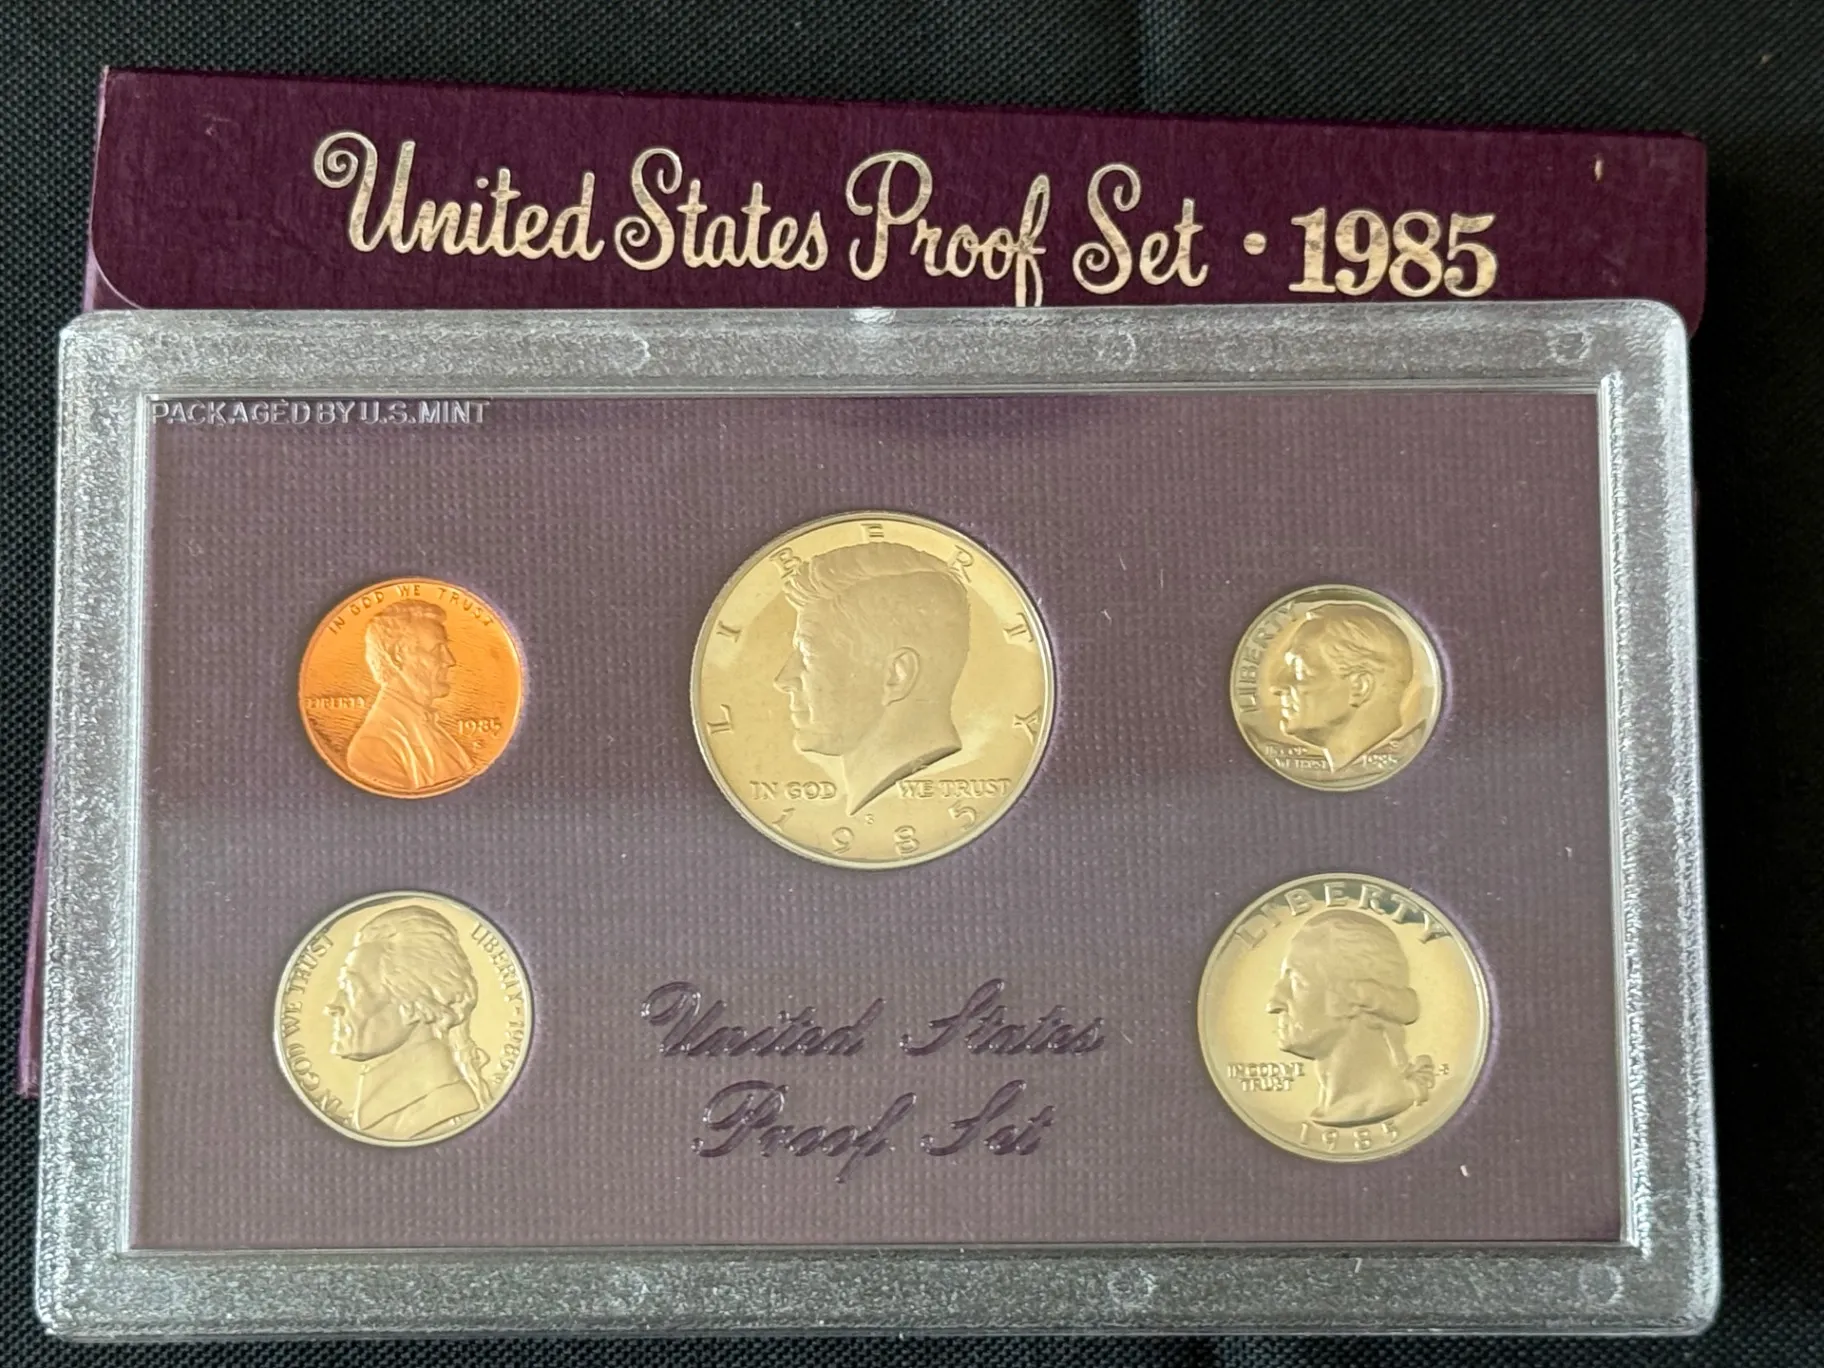 United States Proof Set · 1985
PACKAGED BY U.S. MINT
IN GOD WE TRUST
LIBERTY
1985
S
LIBERTY
IN GOD WE TRUST
S
1985
LIBERTY
IN GOD
WE TRUST
S
1985
IN GOD WE TRUST
LIBERTY
1985
United States
Proof Set
LIBERTY
IN GOD WE
TRUST
S
1985